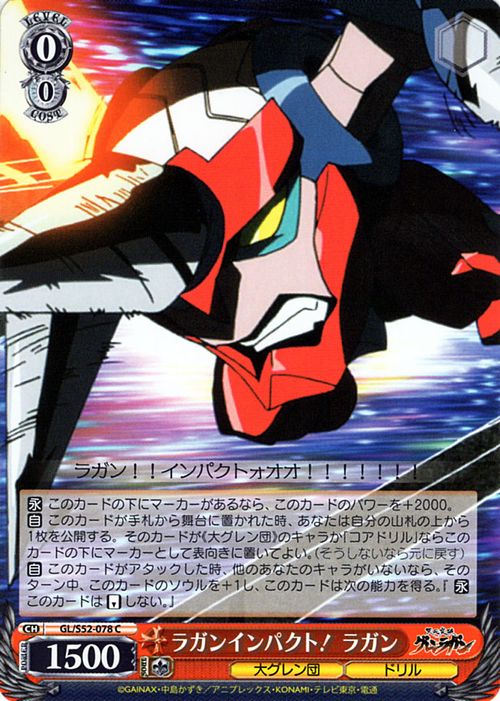 LEVEL
0
0
COST
ラガン！！インパクトォオオ！！！！！！！
永 このカードの下にマーカーがあるなら、このカードのパワーを+2000。
自 このカードが手札から舞台に置かれた時、あなたは自分の山札の上から
1枚を公開する。そのカードが《大グレン団》のキャラか「コアドリル」ならこ
のカードの下にマーカーとして表向きに置いてよい。(そうしないなら元に戻す)
自 このカードがアタックした時、他のあなたのキャラがいないなら、その
ターン中、このカードのソウルを+1し、このカードは次の能力を得る。『永
このカードは しない。』
CH GL/S52-078 C
POWER 1500 SOUL
ラガンインパクト! ラガン
天元突破
グレンラガン
大グレン団 ドリル
©GAINAX・中島かずき／アニプレックス・KONAMI・テレビ東京・電通